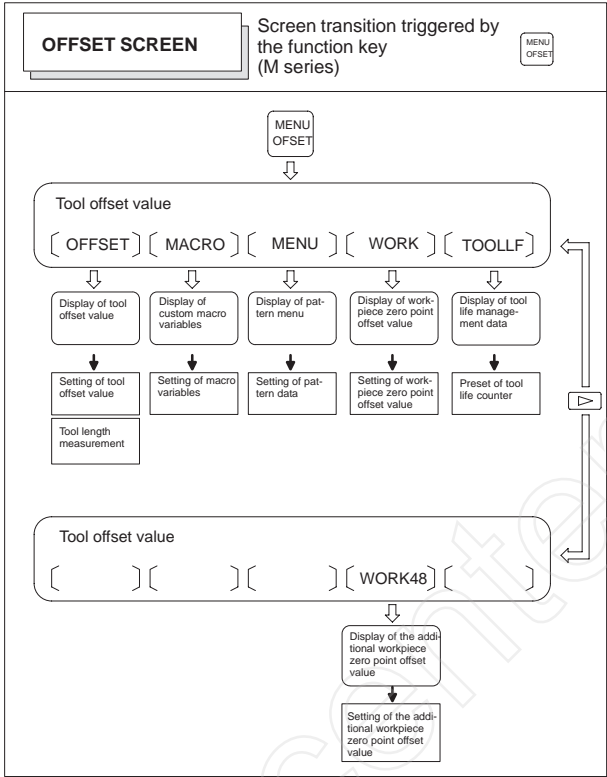 OFFSET SCREEN
Screen transition triggered by
the function key
(M series)
MENU
OFSET
MENU
OFSET
Tool offset value
[ OFFSET ] [ MACRO ] [ MENU ] [ WORK ] [ TOOLLF ]
Display of tool
offset value
Display of
custom macro
variables
Display of pat-
tern menu
Display of work-
piece zero point
offset value
Display of tool
life manage-
ment data
Setting of tool
offset value
Setting of macro
variables
Setting of pat-
tern data
Setting of work-
piece zero point
offset value
Preset of tool
life counter
Tool length
measurement
Tool offset value
[ ] [ ] [ ] [ WORK48 ] [ ]
Display of the addi-
tional workpiece
zero point offset
value
Setting of the addi-
tional workpiece
zero point offset
value
center